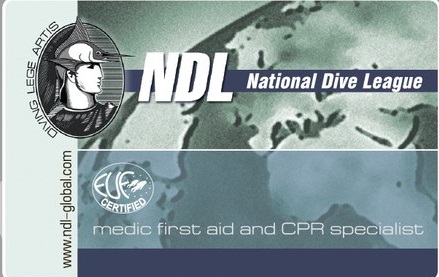 DIVING LEGE ARTIS
NDL National Dive League
www.ndl-global.com
EUF
CERTIFIED
medic first aid and CPR specialist